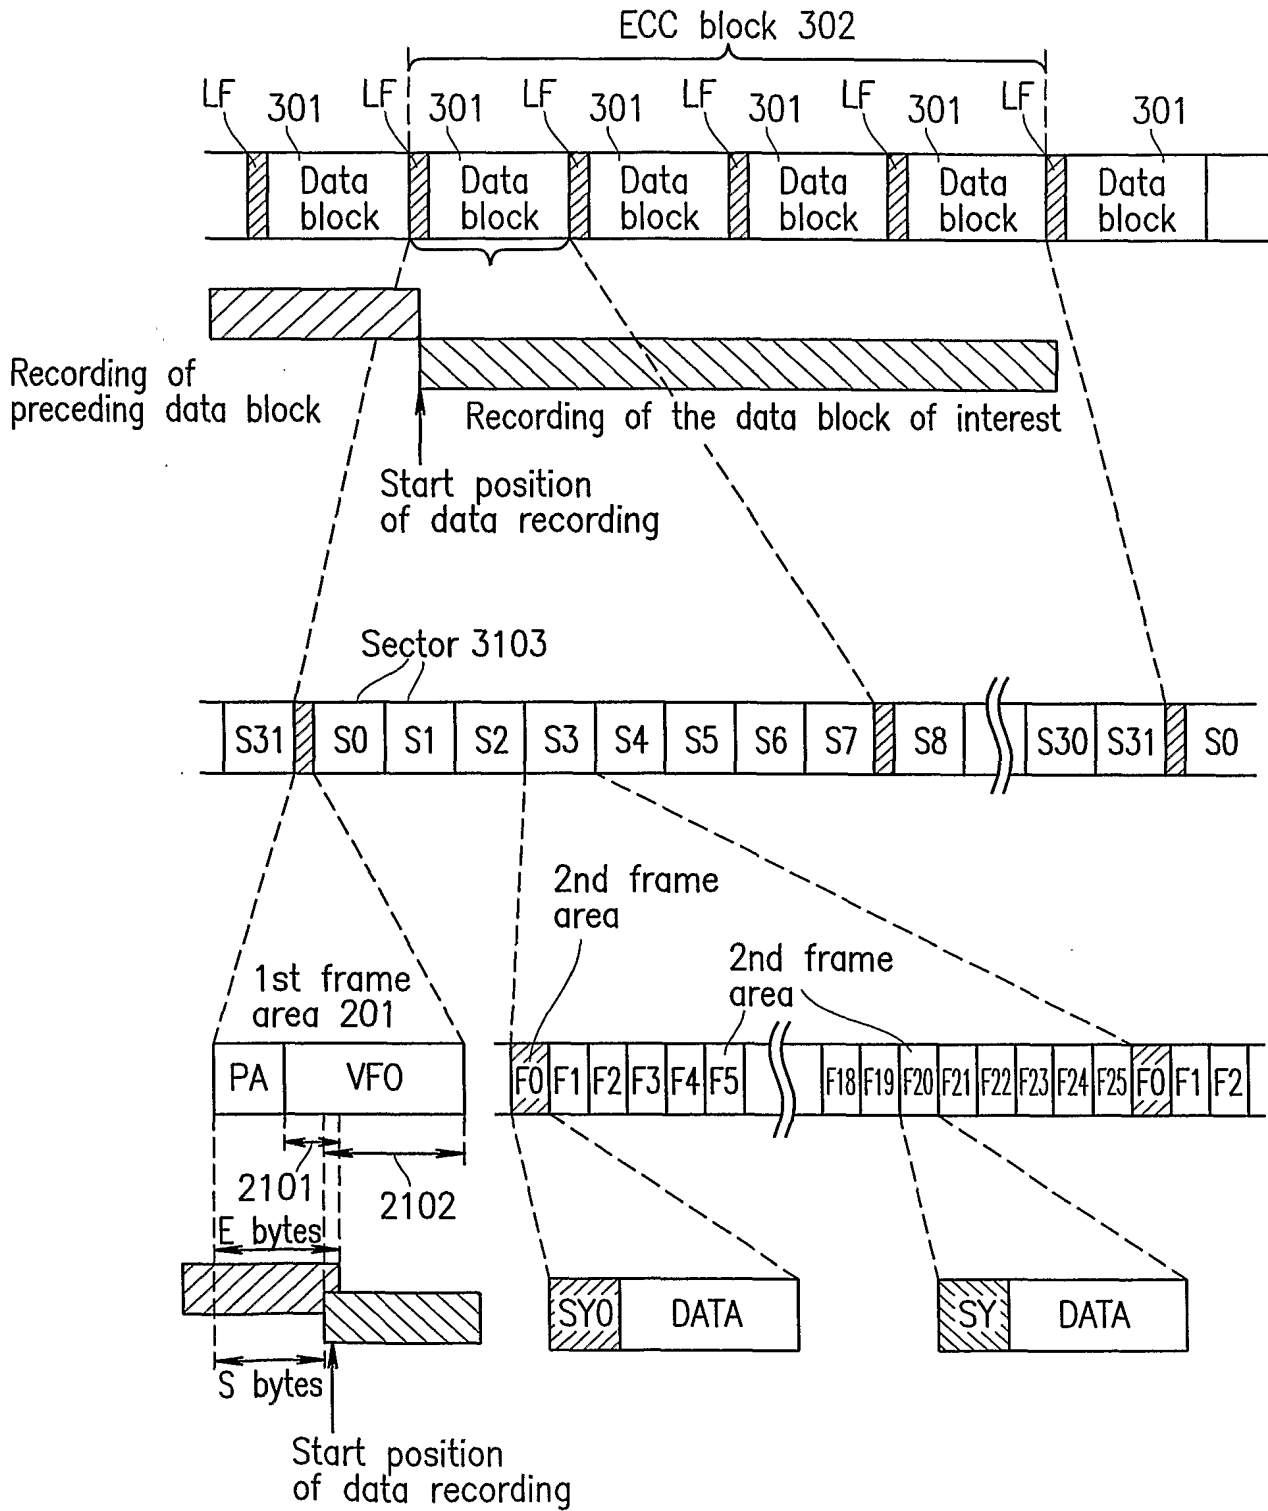 ECC block 302
LF 301 LF 301 LF 301 LF 301 LF 301 LF 301
Data block Data block Data block Data block Data block Data block
Recording of
preceding data block
Recording of the data block of interest
Start position
of data recording
Sector 3103
S31 S0 S1 S2 S3 S4 S5 S6 S7 S8 S30 S31 S0
2nd frame
area
2nd frame
area
1st frame
area 201
PA VFO
F0 F1 F2 F3 F4 F5 F18 F19 F20 F21 F22 F23 F24 F25 F0 F1 F2
2101
2102
E bytes
SY0 DATA
SY DATA
S bytes
Start position
of data recording